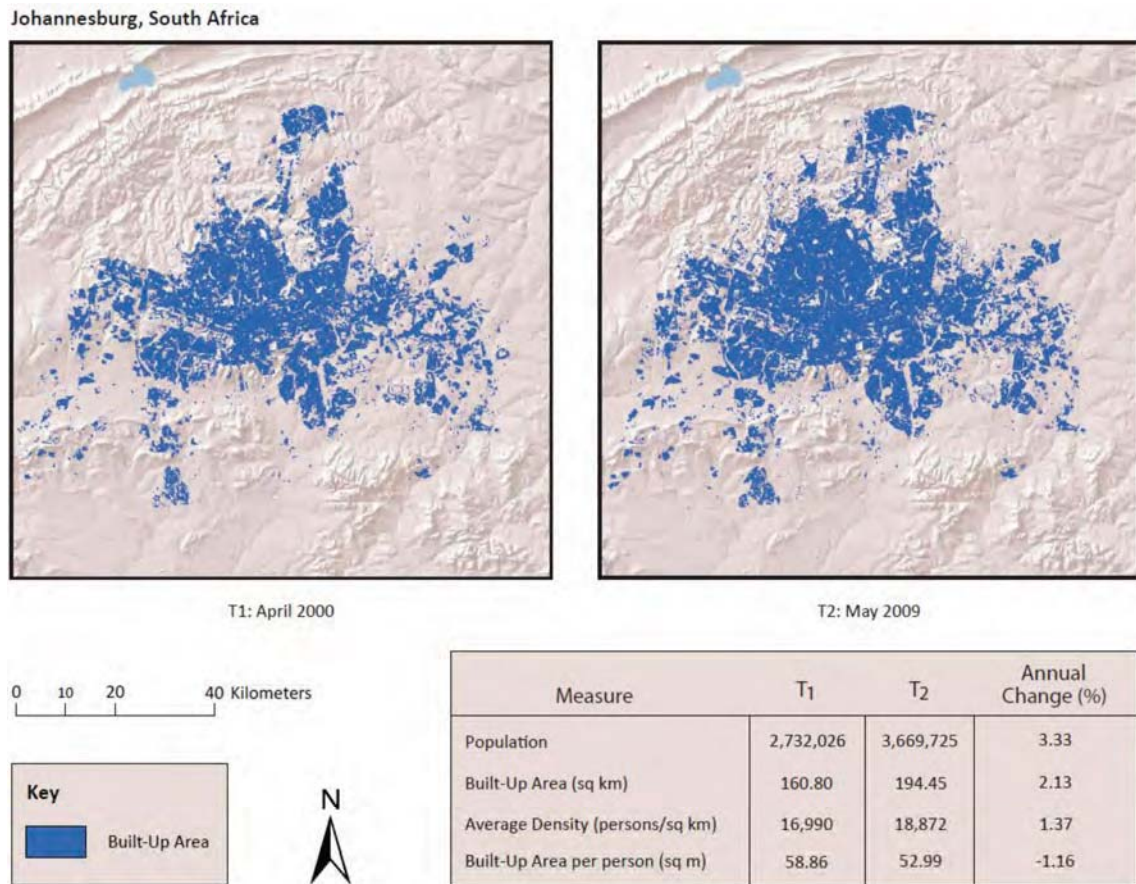 Johannesburg, South Africa
T1: April 2000
T2: May 2009
0 10 20 40 Kilometers
Measure T1 T2 Annual Change (%)
Population 2,732,026 3,669,725 3.33
Built-Up Area (sq km) 160.80 194.45 2.13
Average Density (persons/sq km) 16,990 18,872 1.37
Built-Up Area per person (sq m) 58.86 52.99 -1.16
Key
Built-Up Area
N